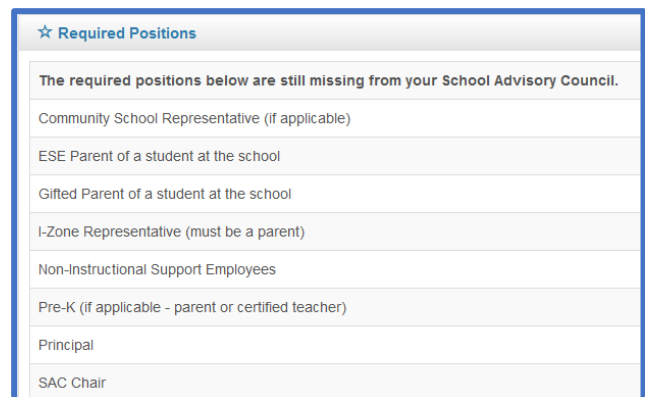 ☆ Required Positions
The required positions below are still missing from your School Advisory Council.
Community School Representative (if applicable)
ESE Parent of a student at the school
Gifted Parent of a student at the school
I-Zone Representative (must be a parent)
Non-Instructional Support Employees
Pre-K (if applicable - parent or certified teacher)
Principal
SAC Chair